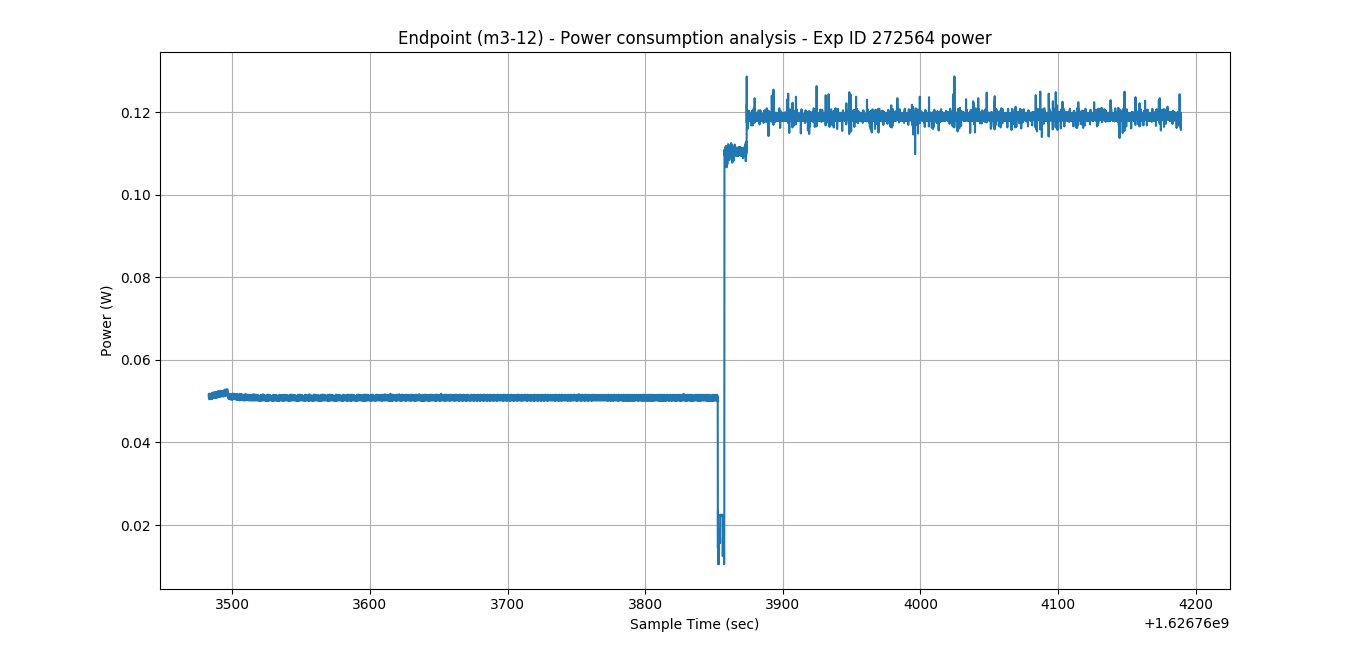 Endpoint (m3-12) - Power consumption analysis - Exp ID 272564 power
0.12
0.10
0.08
0.06
0.04
0.02
Power (W)
3500 3600 3700 3800 3900 4000 4100 4200
Sample Time (sec)
+1.62676e9